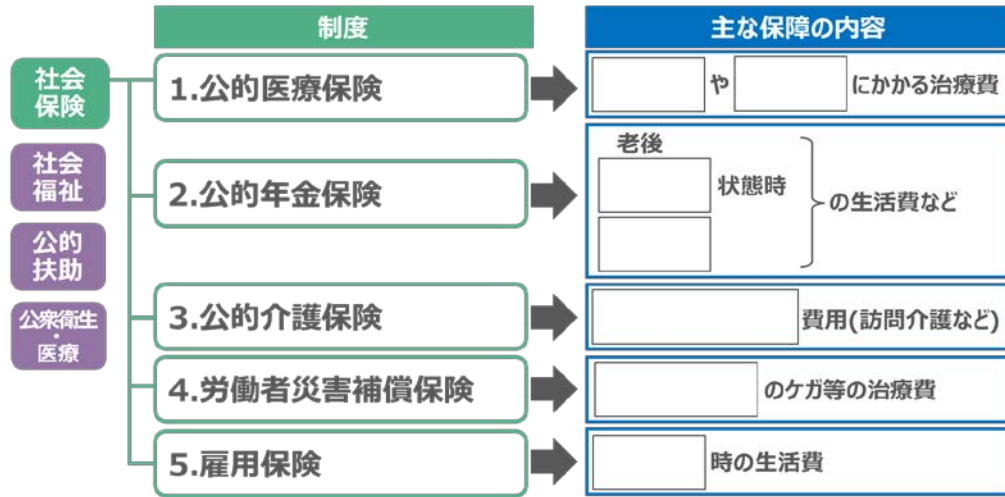 制度
主な保障の内容
社会
保険
社会
福祉
公的
扶助
公衆衛生
・
医療
1.公的医療保険
や にかかる治療費
2.公的年金保険
老後
状態時
の生活費など
3.公的介護保険
費用(訪問介護など)
4.労働者災害補償保険
のケガ等の治療費
5.雇用保険
時の生活費